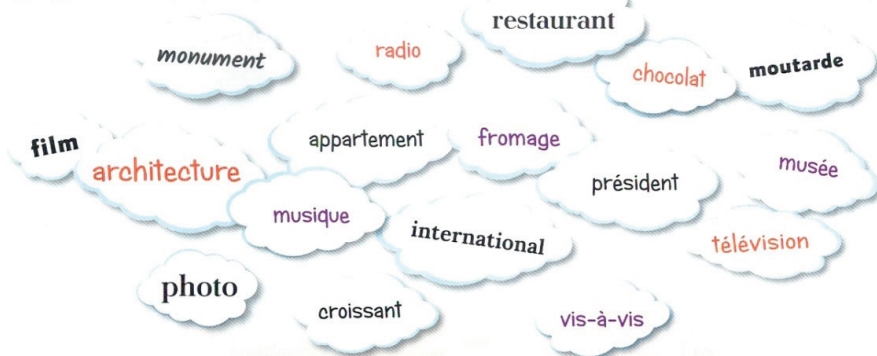 restaurant
monument
radio
chocolat
moutarde
film
architecture
appartement
fromage
président
musée
musique
international
télévision
photo
croissant
vis-à-vis